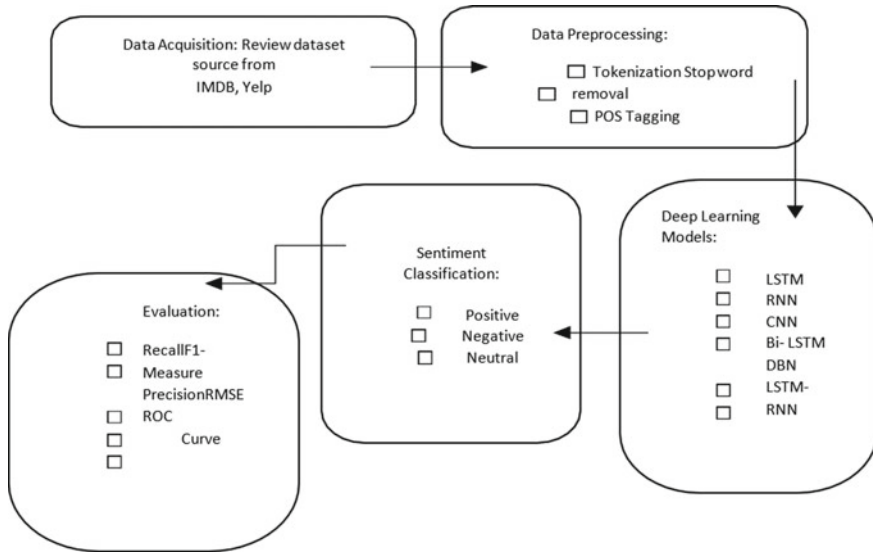 Data Acquisition: Review dataset
source from
IMDB, Yelp
Data Preprocessing:
Tokenization Stopword
removal
POS Tagging
Deep Learning
Models:
LSTM
RNN
CNN
Bi- LSTM
DBN
LSTM-
RNN
Sentiment
Classification:
Positive
Negative
Neutral
Evaluation:
RecallF1-
Measure
PrecisionRMSE
ROC
Curve